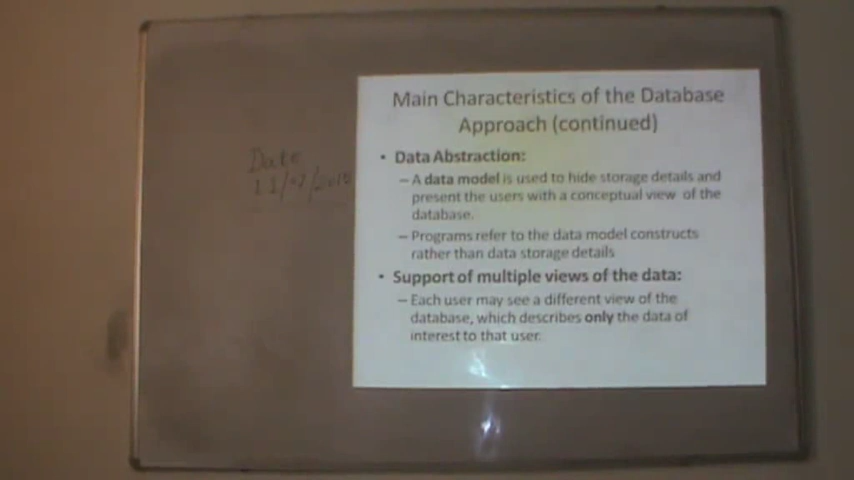 Main Characteristics of the Database
Approach (continued)
• Data Abstraction:
– A data model is used to hide storage details and
present the users with a conceptual view of the
database.
– Programs refer to the data model constructs
rather than data storage details
• Support of multiple views of the data:
– Each user may see a different view of the
database, which describes only the data of
interest to that user.
Date